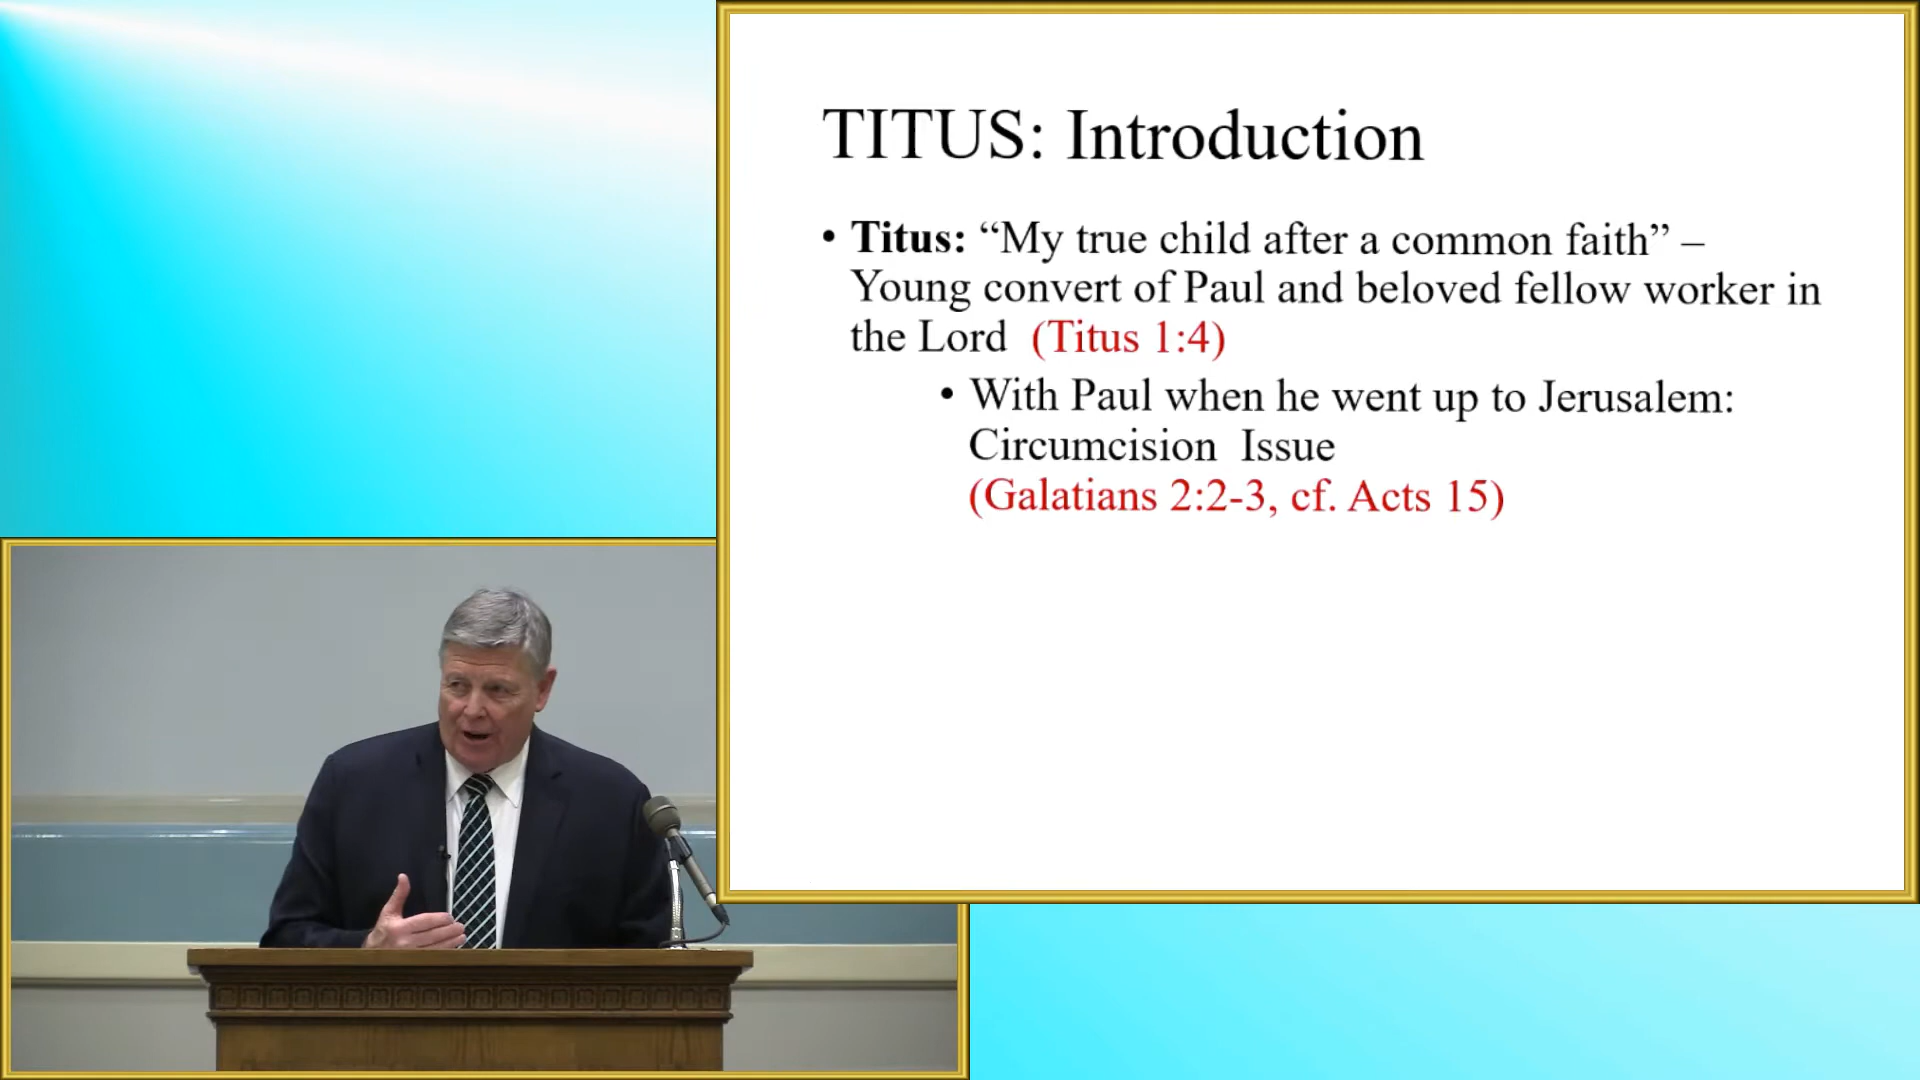 TITUS: Introduction
• Titus: “My true child after a common faith” –
Young convert of Paul and beloved fellow worker in
the Lord (Titus 1:4)
• With Paul when he went up to Jerusalem:
Circumcision Issue
(Galatians 2:2-3, cf. Acts 15)